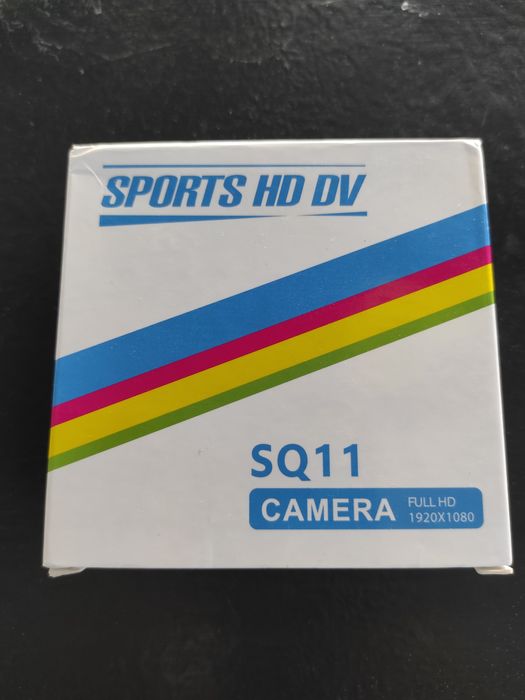 SPORTS HD DV
SQ11
CAMERA
FULL HD
1920X1080